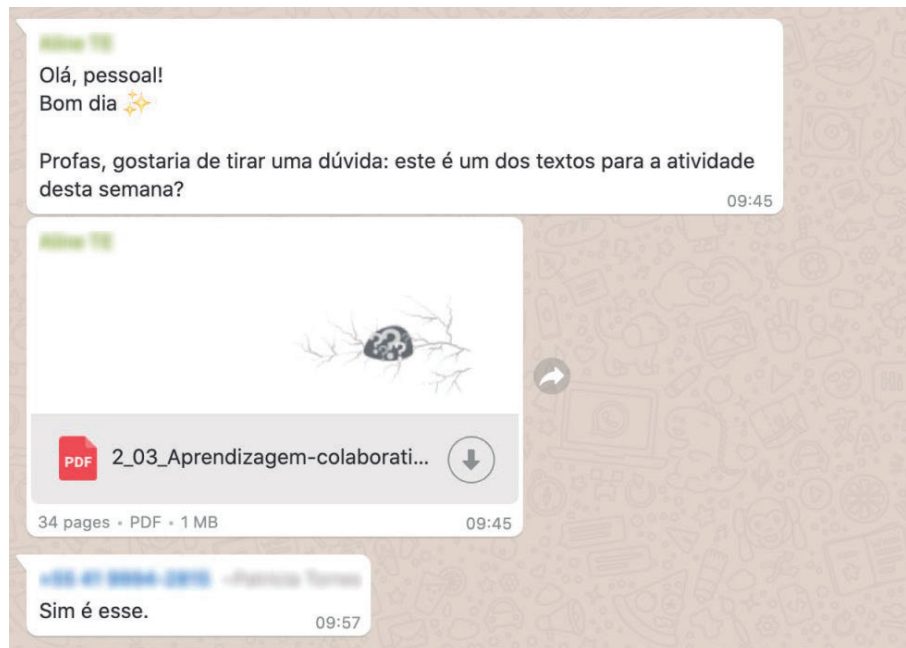 Olá, pessoal!
Bom dia ✨
Profas, gostaria de tirar uma dúvida: este é um dos textos para a atividade
desta semana?
09:45
PDF
2_03_Aprendizagem-colaborati...
34 pages • PDF • 1 MB
09:45
Sim é esse.
09:57